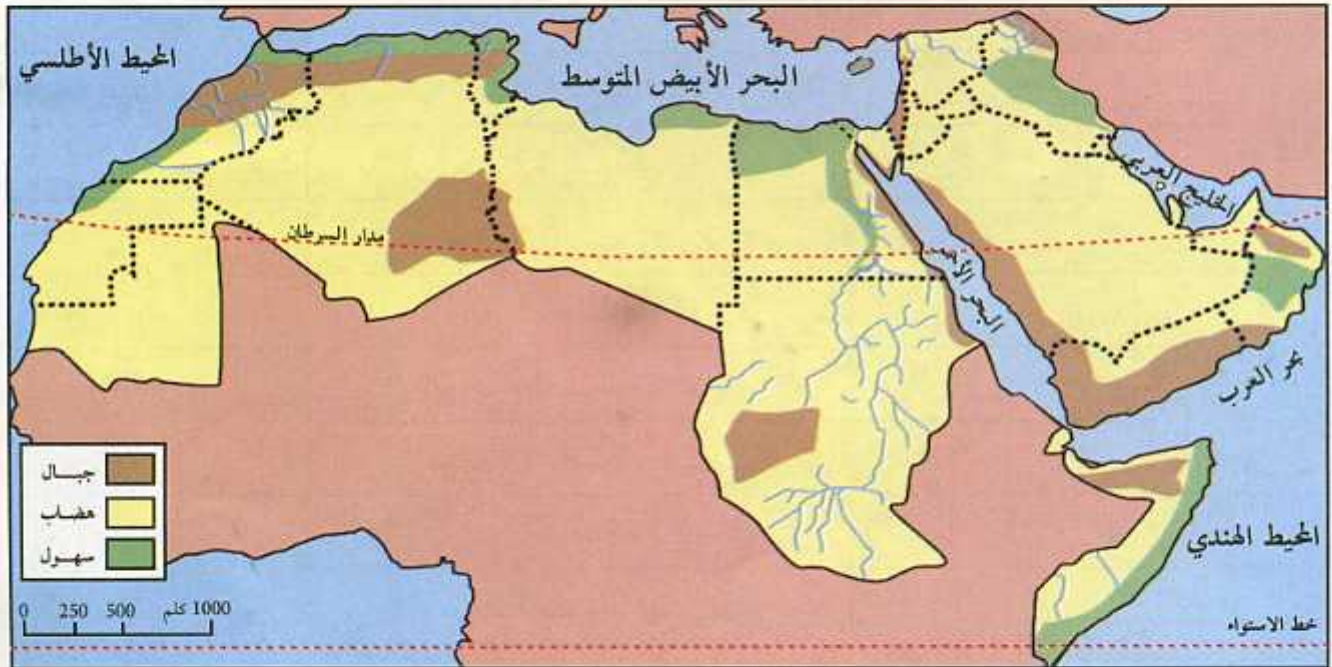 المحيط الأطلسي
البحر الأبيض المتوسط
الخليج العربي
مدار السرطان
البحر الأحمر
بحر العرب
المحيط الهندي
جبال
هضاب
سهول
0 250 500 1000 كلم
خط الاستواء